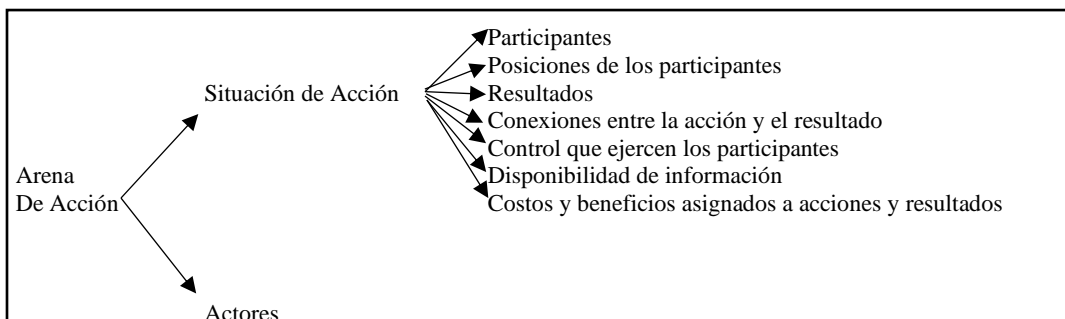 Participantes
Posiciones de los participantes
Situación de Acción
Resultados
Conexiones entre la acción y el resultado
Control que ejercen los participantes
Arena
De Acción
Disponibilidad de información
Costos y beneficios asignados a acciones y resultados
Actores